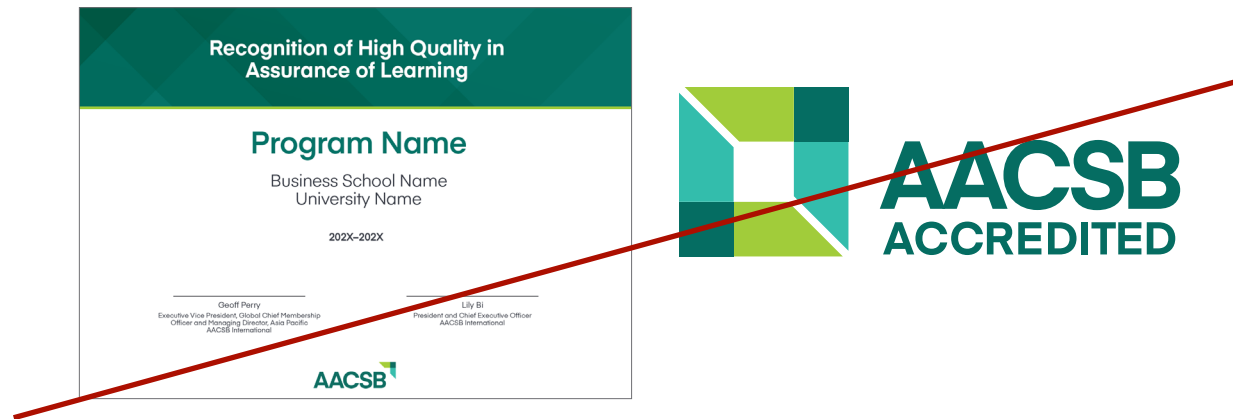 Recognition of High Quality in
Assurance of Learning
Program Name
Business School Name
University Name
202X–202X
Geoff Perry
Executive Vice President, Global Chief Membership
Officer and Managing Director, Asia Pacific
AACSB International
Lily Bi
President and Chief Executive Officer
AACSB International
AACSB
AACSB
ACCREDITED